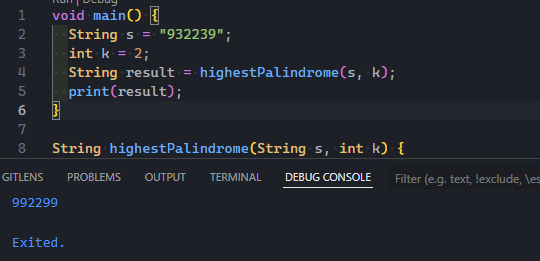 Run | Debug
1 void main() {
2 String s = "932239";
3 int k = 2;
4 String result = highestPalindrome(s, k);
5 print(result);
6 }
7
8 String highestPalindrome(String s, int k) {
GITLENS PROBLEMS OUTPUT TERMINAL DEBUG CONSOLE Filter (e.g. text, !exclude, \es
992299
Exited.